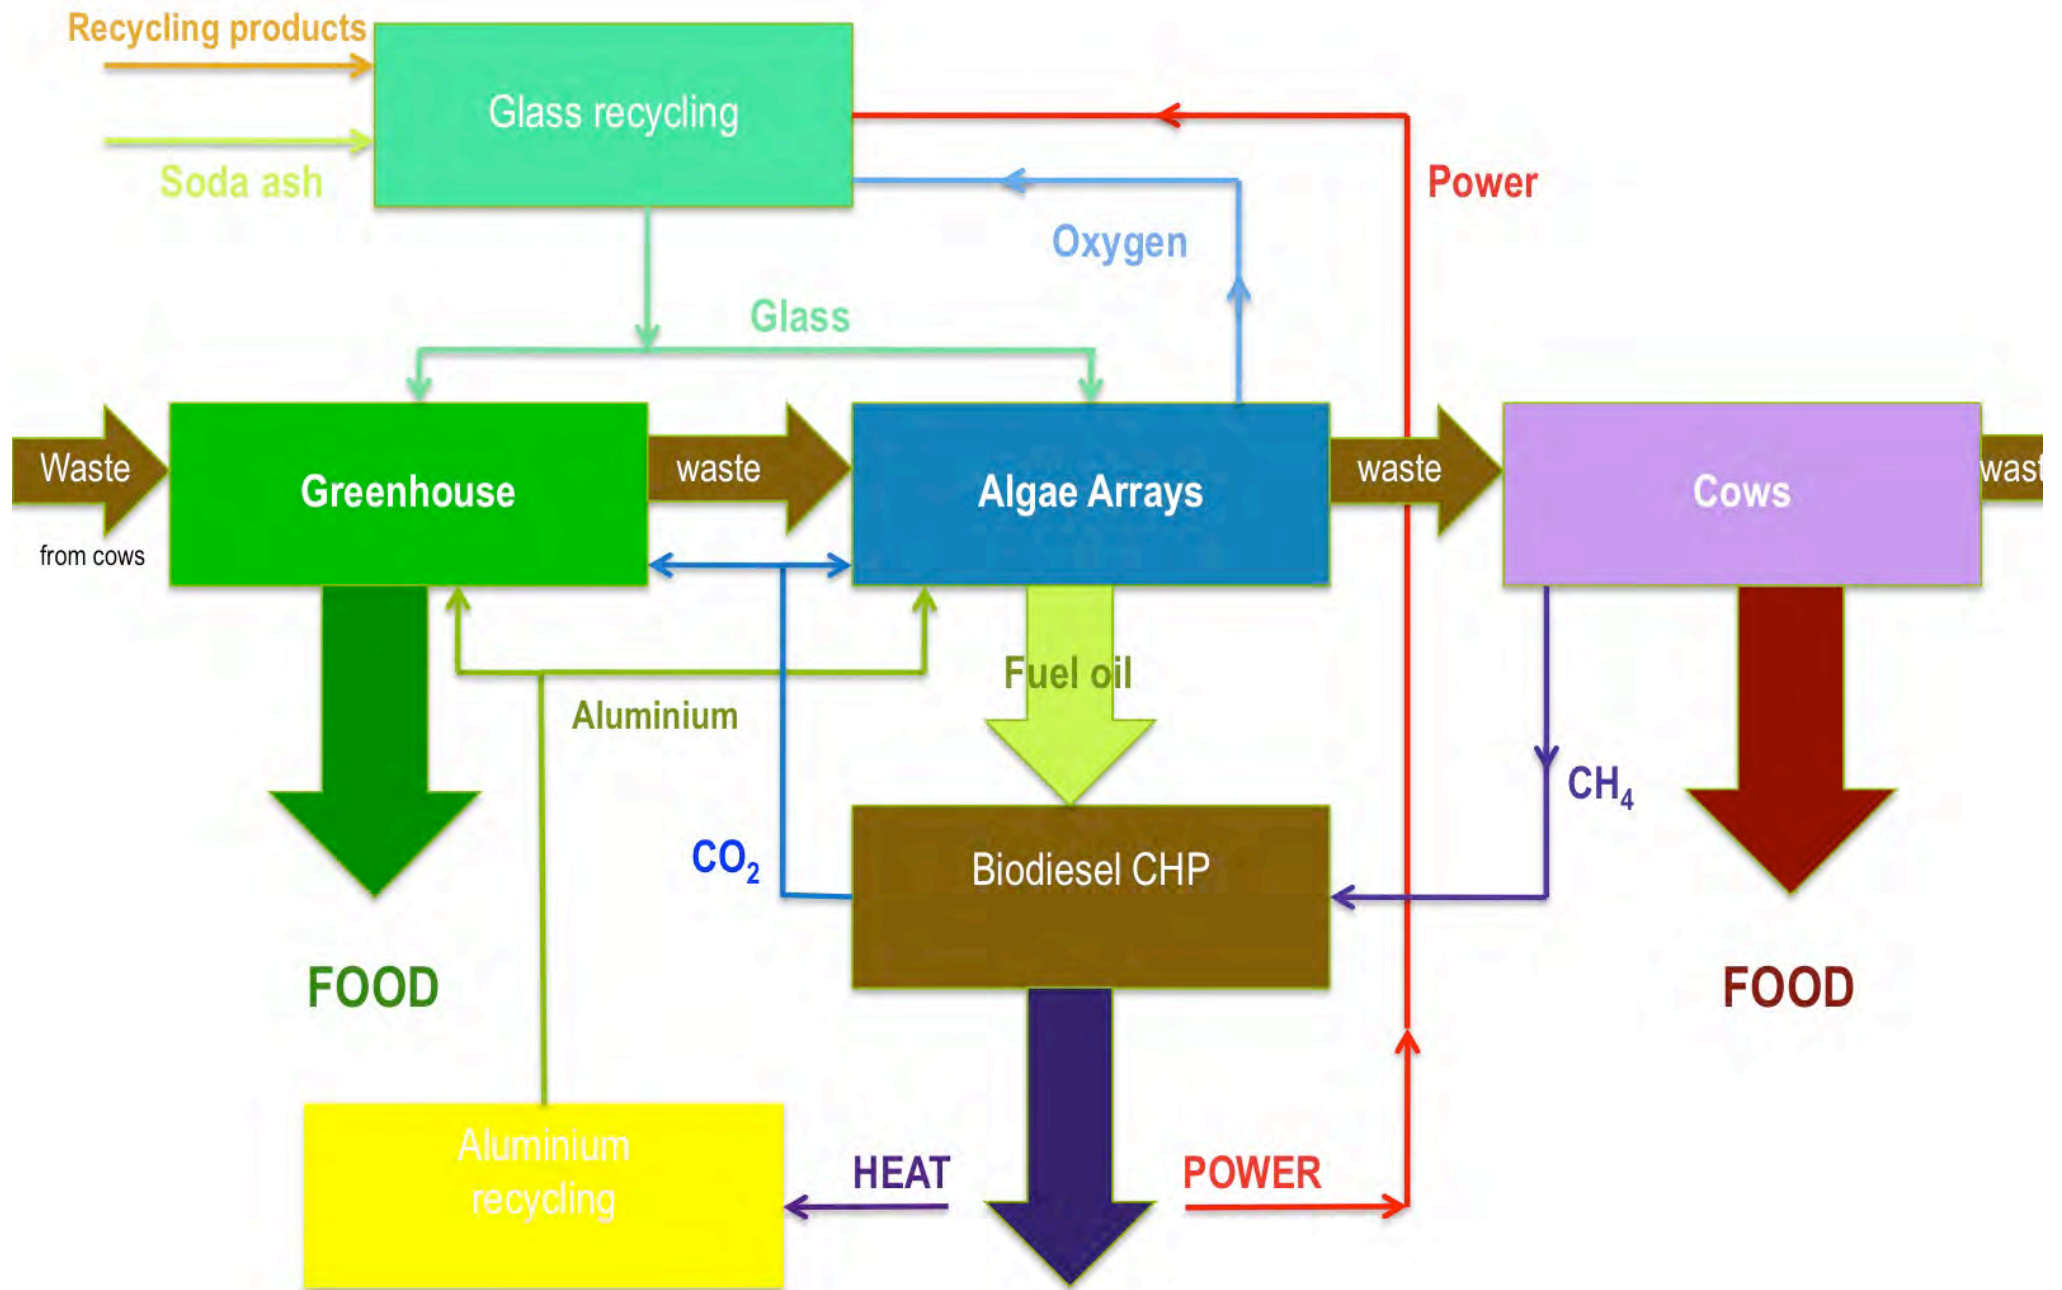 Recycling products
Glass recycling
Soda ash
Power
Oxygen
Glass
Waste
waste
waste
wast
Greenhouse
Algae Arrays
Cows
from cows
Fuel oil
Aluminium
CH₄
CO₂
Biodiesel CHP
FOOD
FOOD
Aluminium
recycling
HEAT
POWER